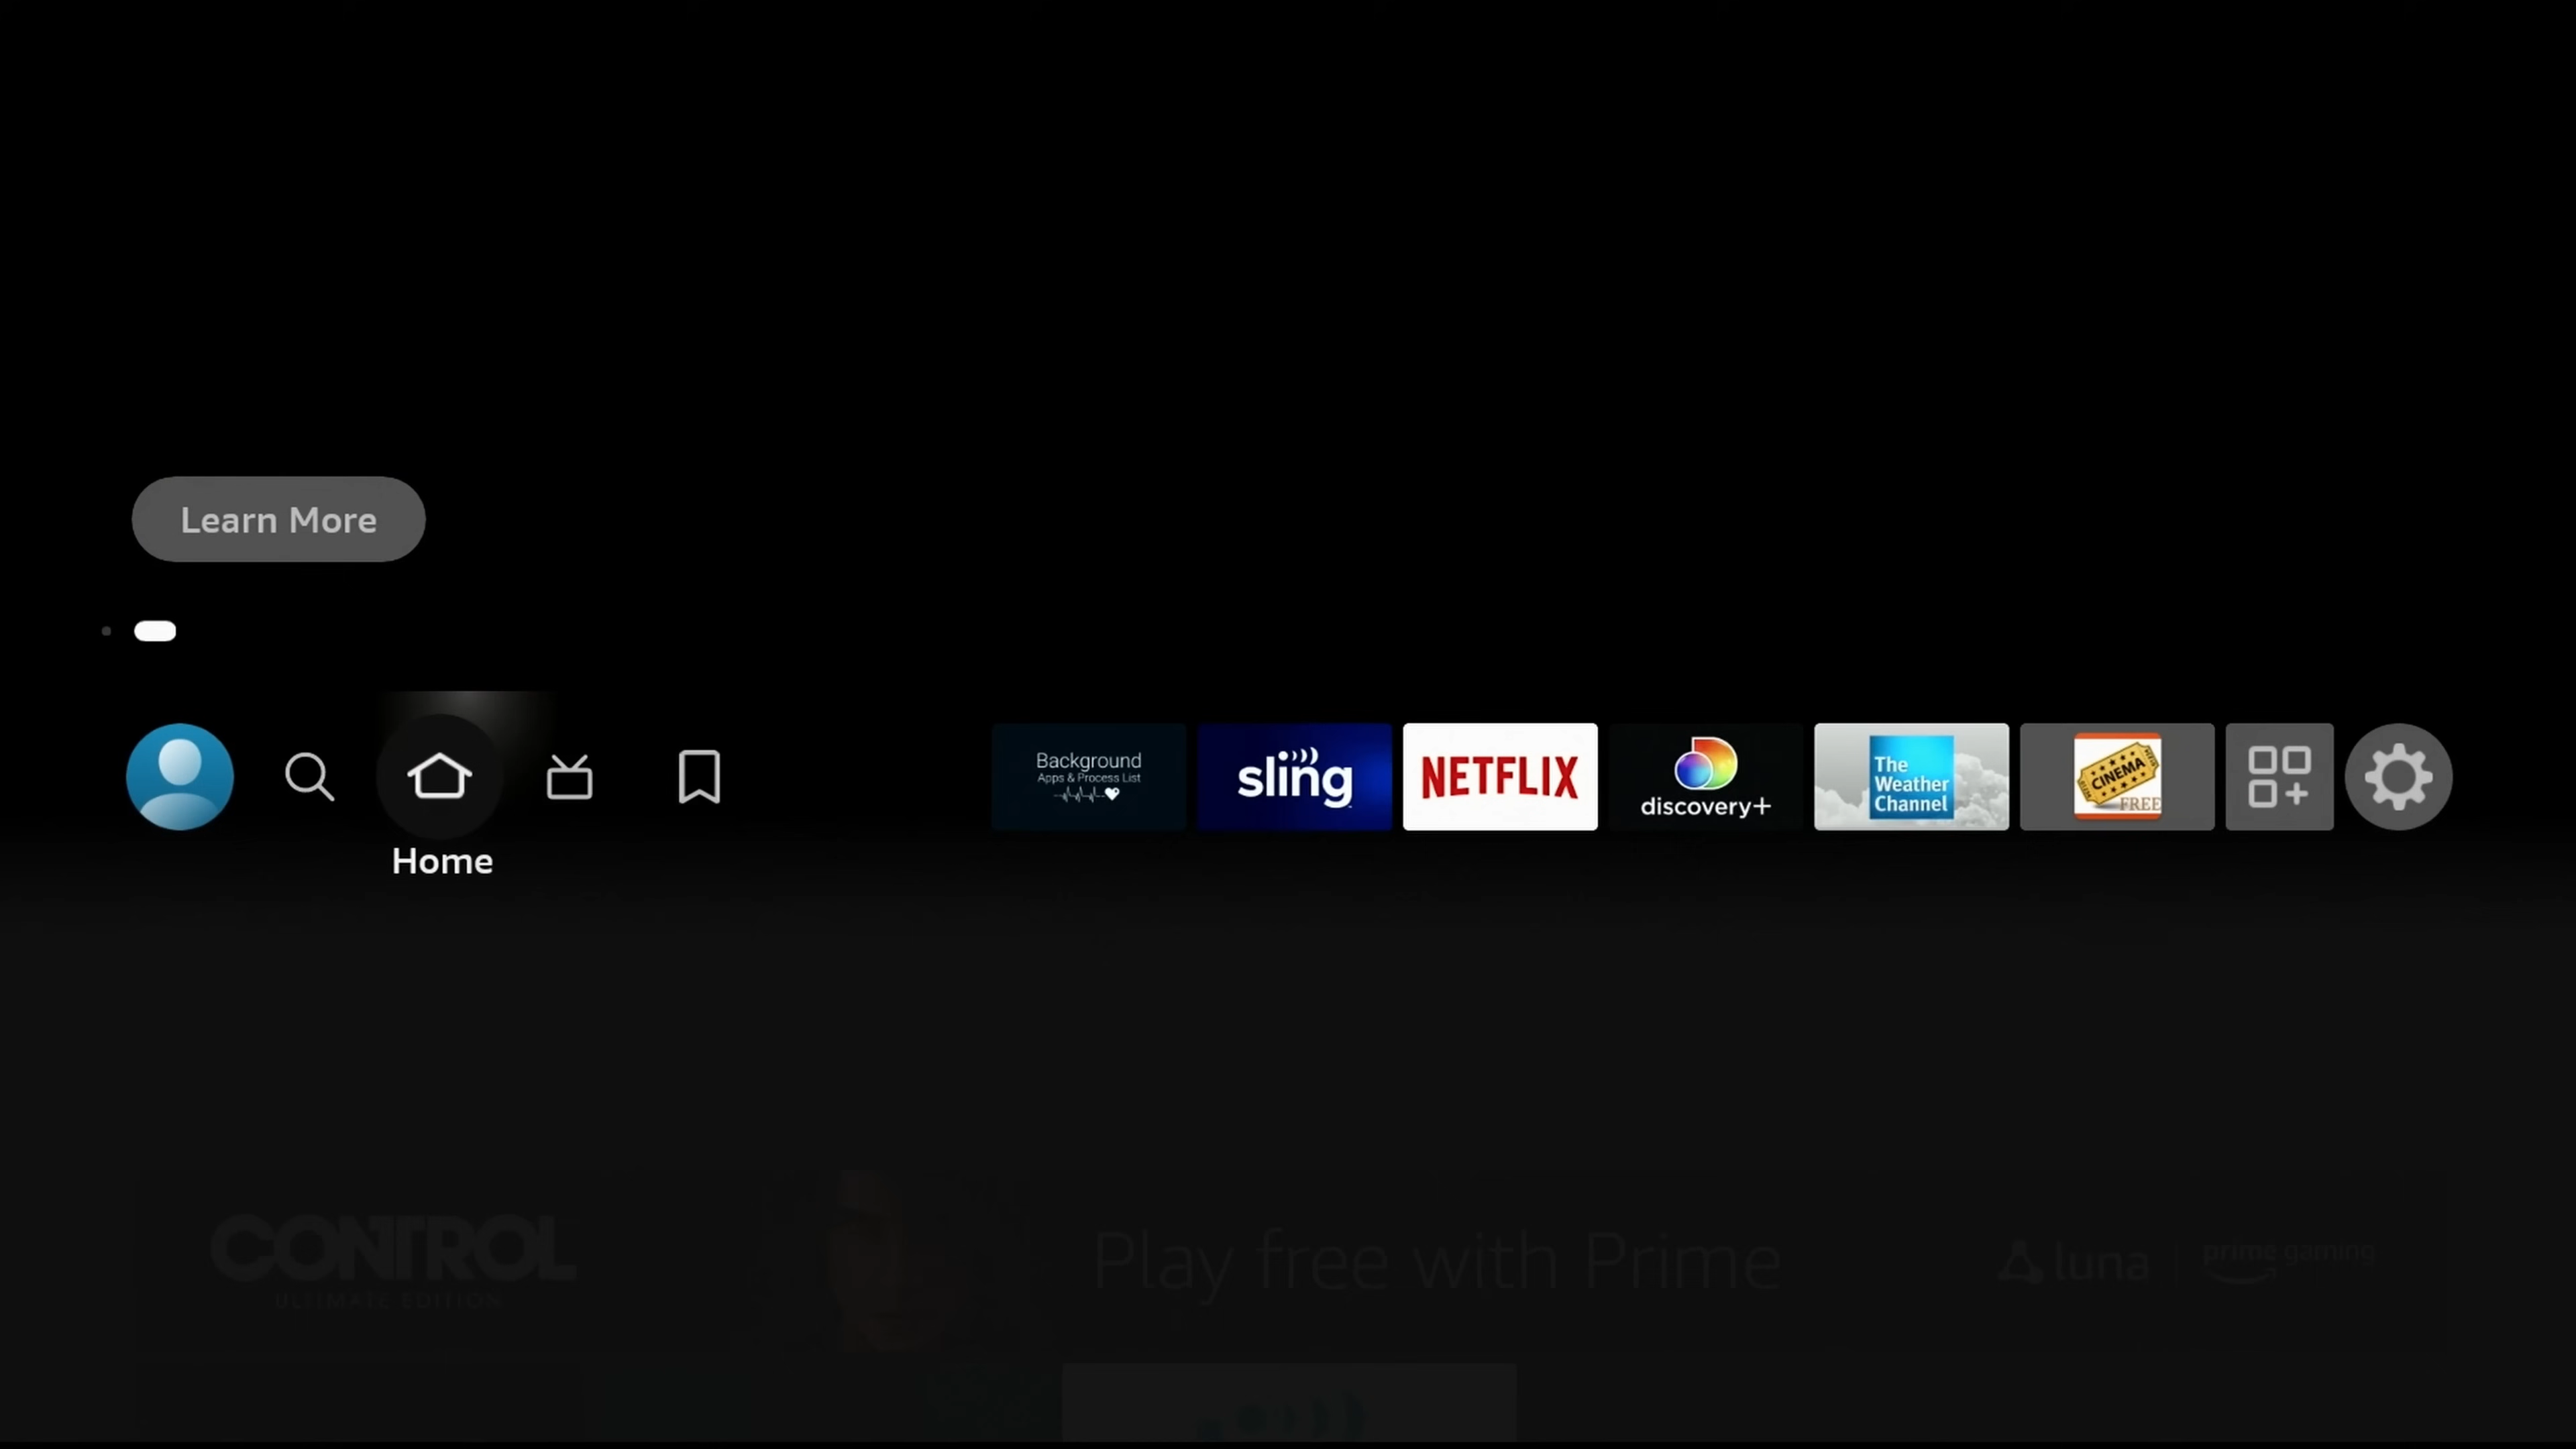 Learn More
Home
Background
Apps & Process List
sling
NETFLIX
discovery+
The
Weather
Channel
CINEMA
FREE
CONTROL
ULTIMATE EDITION
Play free with Prime
luna
prime gaming